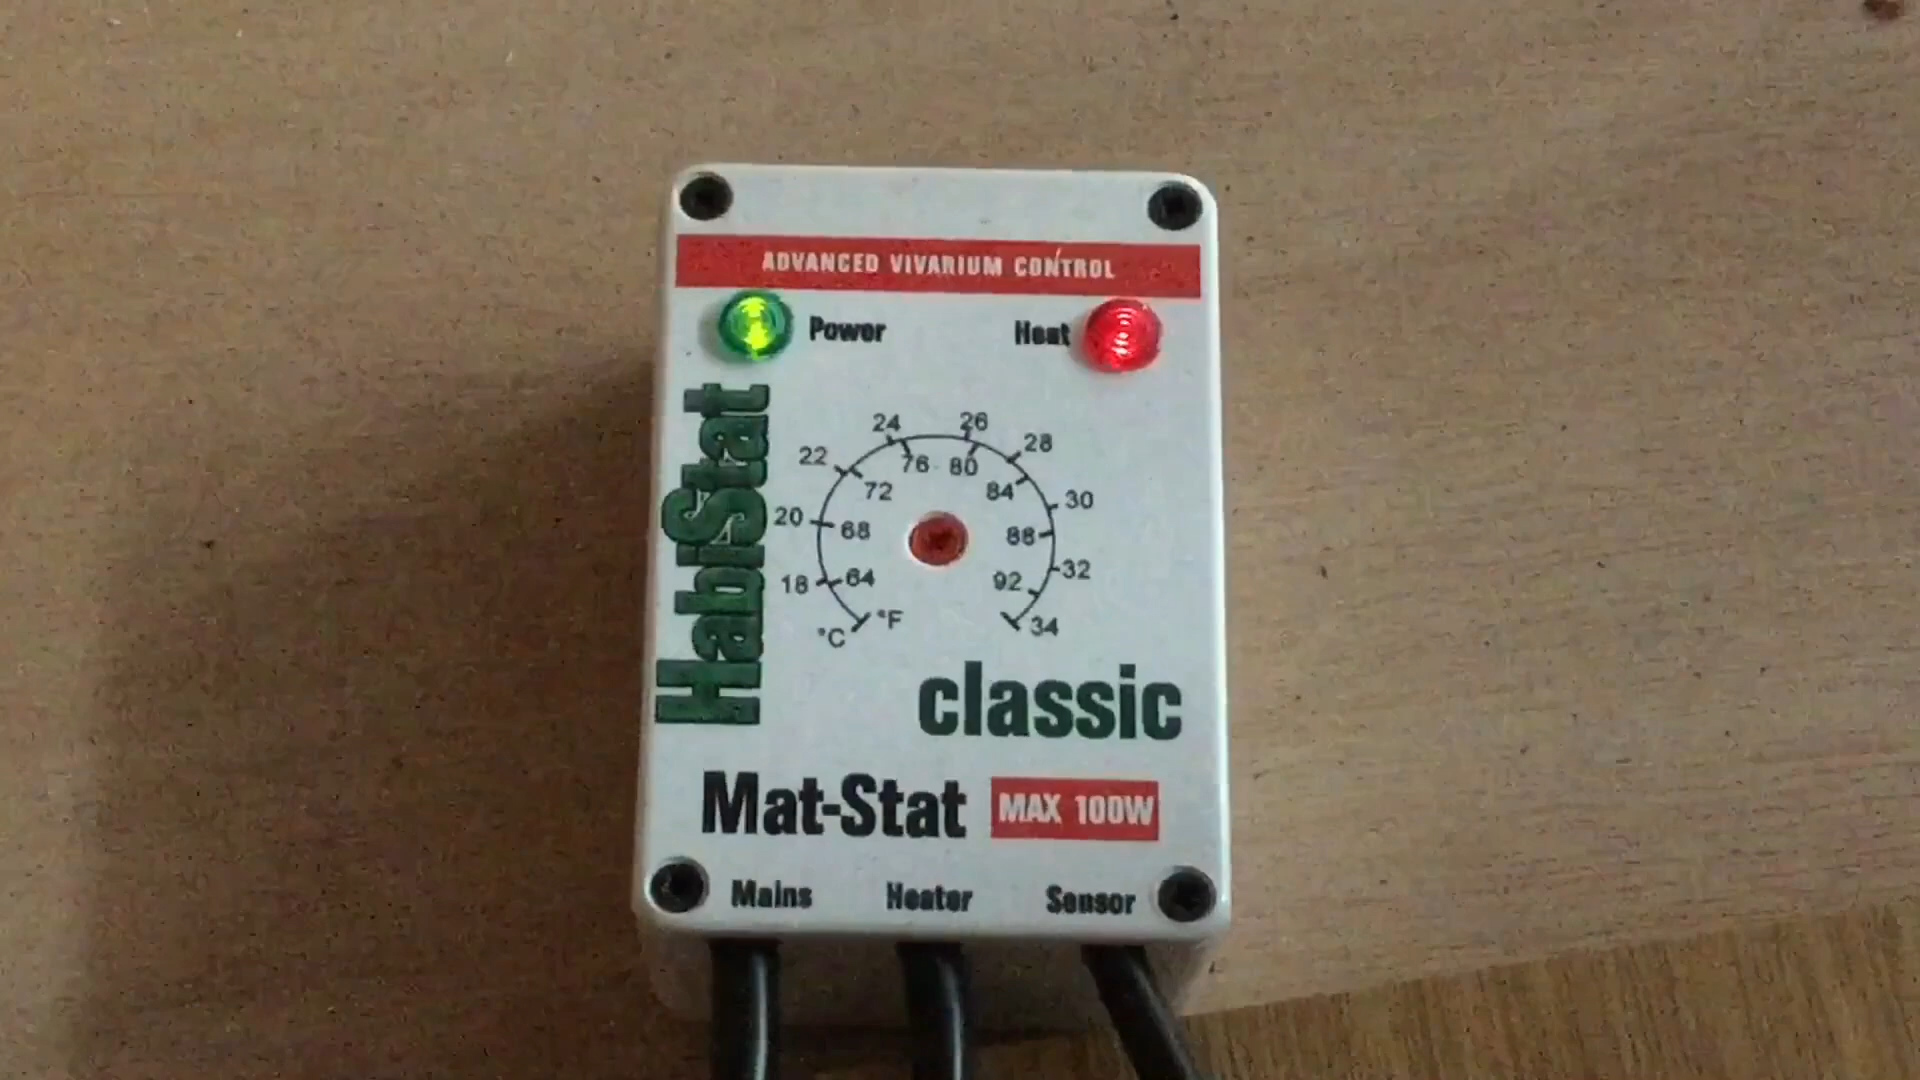 ADVANCED VIVARIUM CONTROL
Power
Heat
HabiStat
24
26
22
28
76
80
72
84
20
30
68
88
18
32
64
92
°C
°F
34
classic
Mat-Stat
MAX 100W
Mains
Heater
Sensor